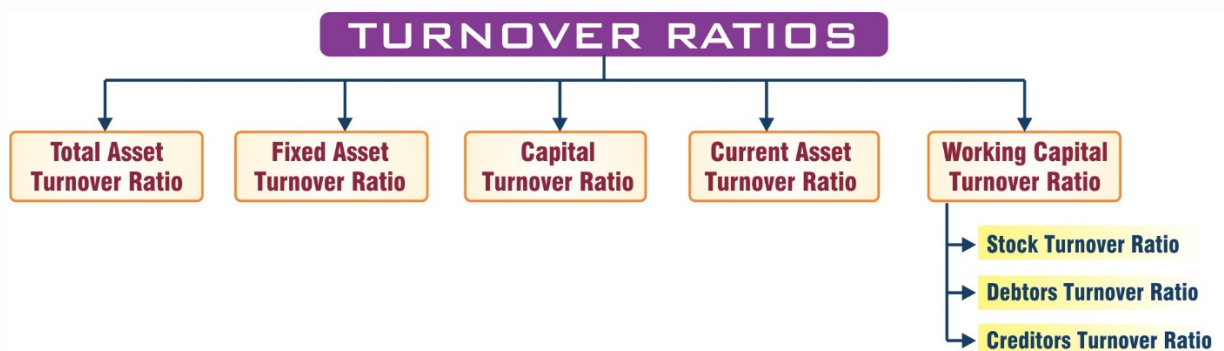 TURNOVER RATIOS
Total Asset
Turnover Ratio
Fixed Asset
Turnover Ratio
Capital
Turnover Ratio
Current Asset
Turnover Ratio
Working Capital
Turnover Ratio
Stock Turnover Ratio
Debtors Turnover Ratio
Creditors Turnover Ratio